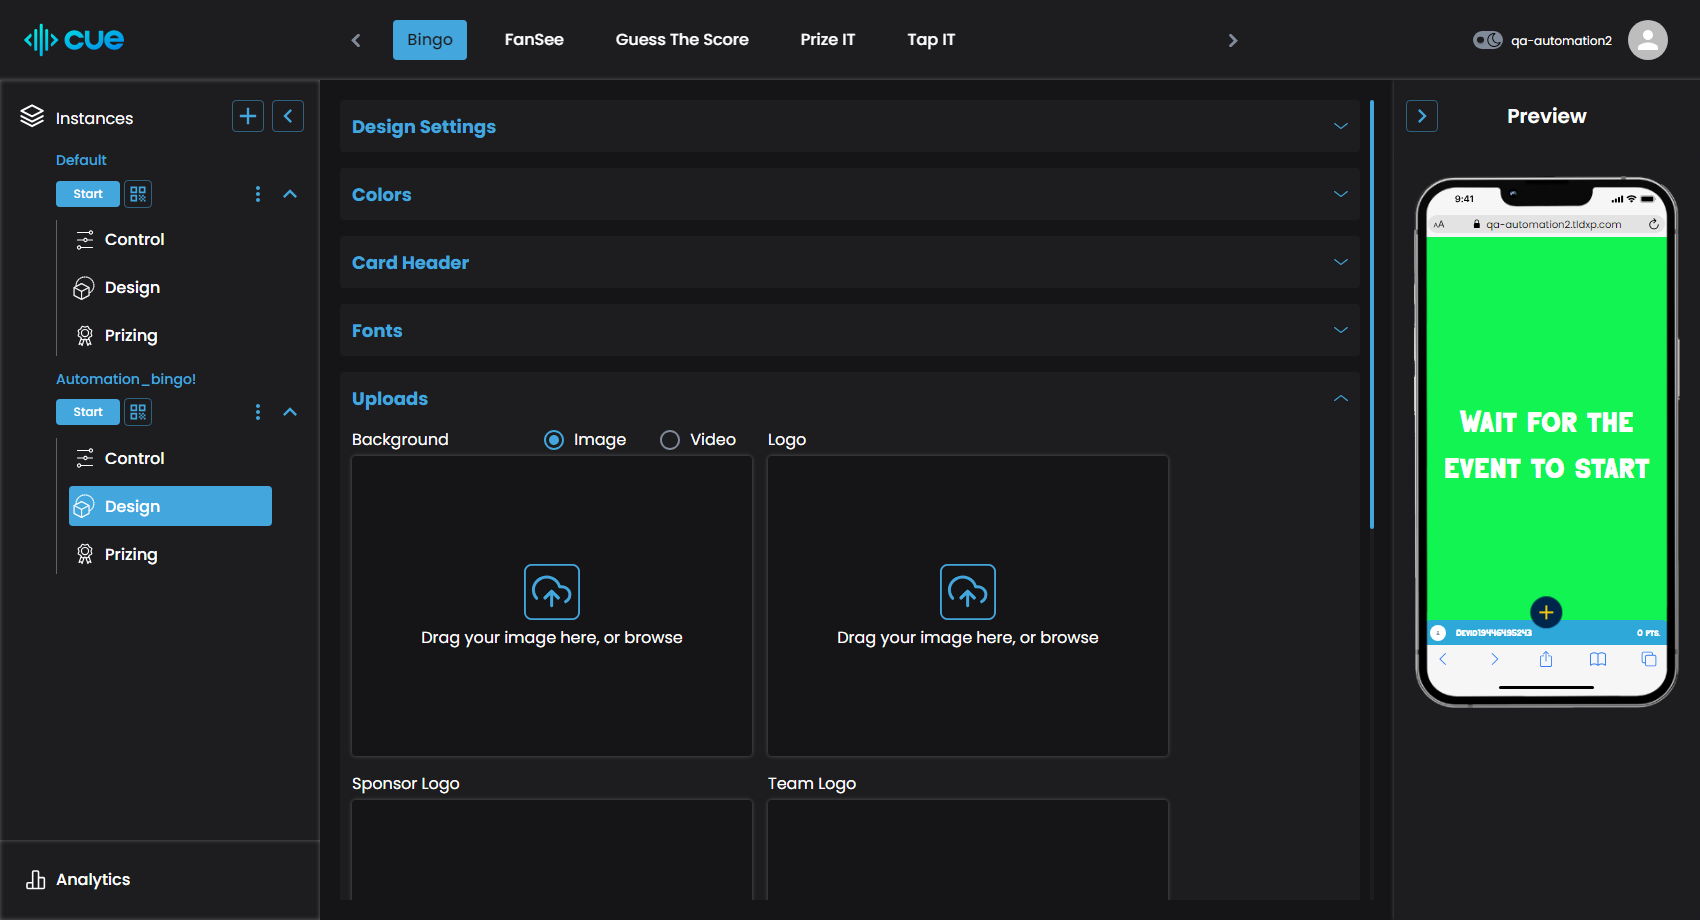 cue
Bingo
FanSee
Guess The Score
Prize IT
Tap IT
qa-automation2
Instances
Default
Start
Control
Design
Prizing
Automation_bingo!
Start
Control
Design
Prizing
Analytics
Design Settings
Colors
Card Header
Fonts
Uploads
Background
Image
Video
Logo
Drag your image here, or browse
Drag your image here, or browse
Sponsor Logo
Team Logo
Preview
9:41
AA
qa-automation2.tldxp.com
WAIT FOR THE
EVENT TO START
DEVID19446495243
0 PTS.